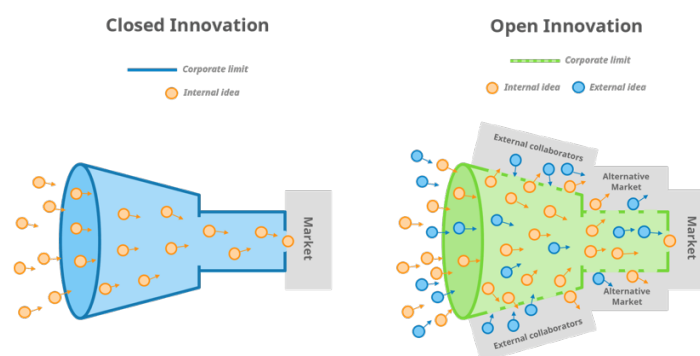 Closed Innovation
Corporate limit
Internal idea
Market
Open Innovation
Corporate limit
Internal idea
External idea
External collaborators
Alternative
Market
Market
Alternative
Market
External collaborators